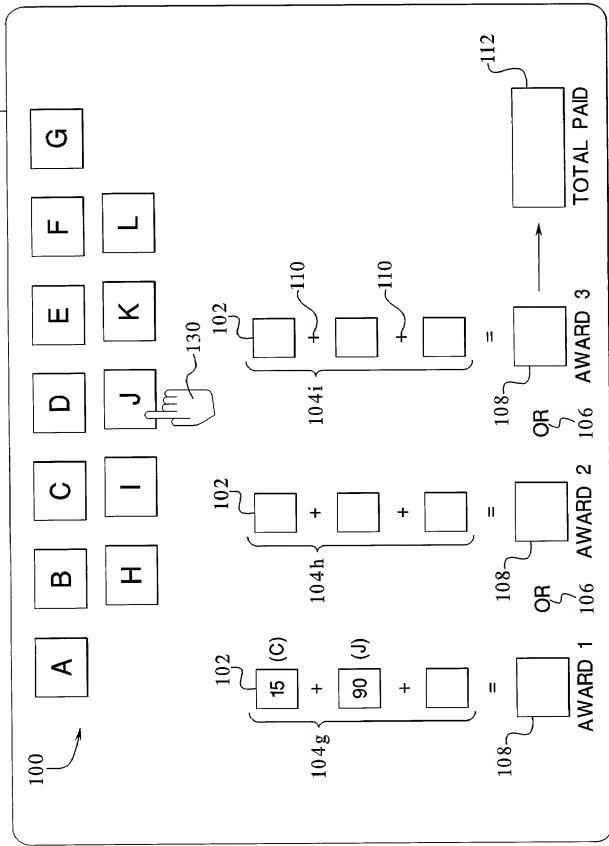 100
A B C D E F G
H I J K L
130
102 102 102
15 (C)
+ + + 110
104g 90 (J) 104h 104i
+ + + 110
= = =
108 108 108 112
OR OR
106 106
AWARD 1 AWARD 2 AWARD 3 TOTAL PAID